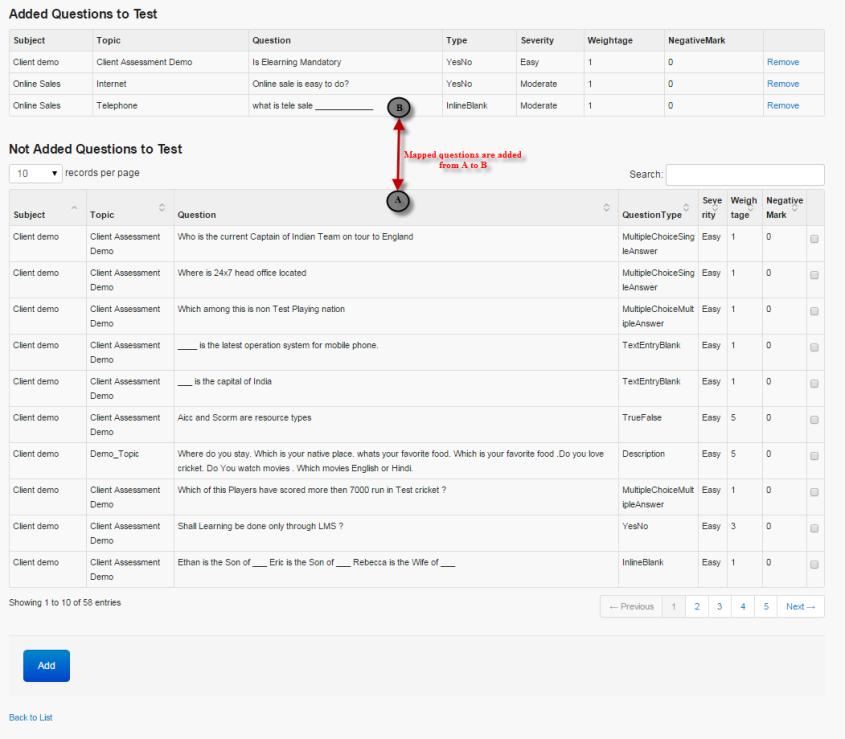 Added Questions to Test
Subject Topic Question Type Severity Weightage NegativeMark
Client demo Client Assessment Demo Is Elearning Mandatory YesNo Easy 1 0 Remove
Online Sales Internet Online sale is easy to do? YesNo Moderate 1 0 Remove
Online Sales Telephone what is tele sale _____________ InlineBlank Moderate 1 0 Remove
B
Mapped questions are added
from A to B
Not Added Questions to Test
10 records per page Search:
A
Subject Topic Question QuestionType Seve Weigh Negative
rity tage Mark
Client demo Client Assessment Who is the current Captain of Indian Team on tour to England MultipleChoiceSing Easy 1 0
Demo leAnswer
Client demo Client Assessment Where is 24x7 head office located MultipleChoiceSing Easy 1 0
Demo leAnswer
Client demo Client Assessment Which among this is non Test Playing nation MultipleChoiceMult Easy 1 0
Demo ipleAnswer
Client demo Client Assessment ____ is the latest operation system for mobile phone. TextEntryBlank Easy 1 0
Demo
Client demo Client Assessment ___ is the capital of India TextEntryBlank Easy 1 0
Demo
Client demo Client Assessment Aicc and Scorm are resource types TrueFalse Easy 5 0
Demo
Client demo Demo_Topic Where do you stay. Which is your native place. whats your favorite food. Which is your favorite food .Do you love Description Easy 5 0
cricket. Do You watch movies . Which movies English or Hindi.
Client demo Client Assessment Which of this Players have scored more then 7000 run in Test cricket ? MultipleChoiceMult Easy 1 0
Demo ipleAnswer
Client demo Client Assessment Shall Learning be done only through LMS ? YesNo Easy 3 0
Demo
Client demo Client Assessment Ethan is the Son of ___ Eric is the Son of ___ Rebecca is the Wife of ___ InlineBlank Easy 1 0
Demo
Showing 1 to 10 of 58 entries
← Previous 1 2 3 4 5 Next →
Add
Back to List